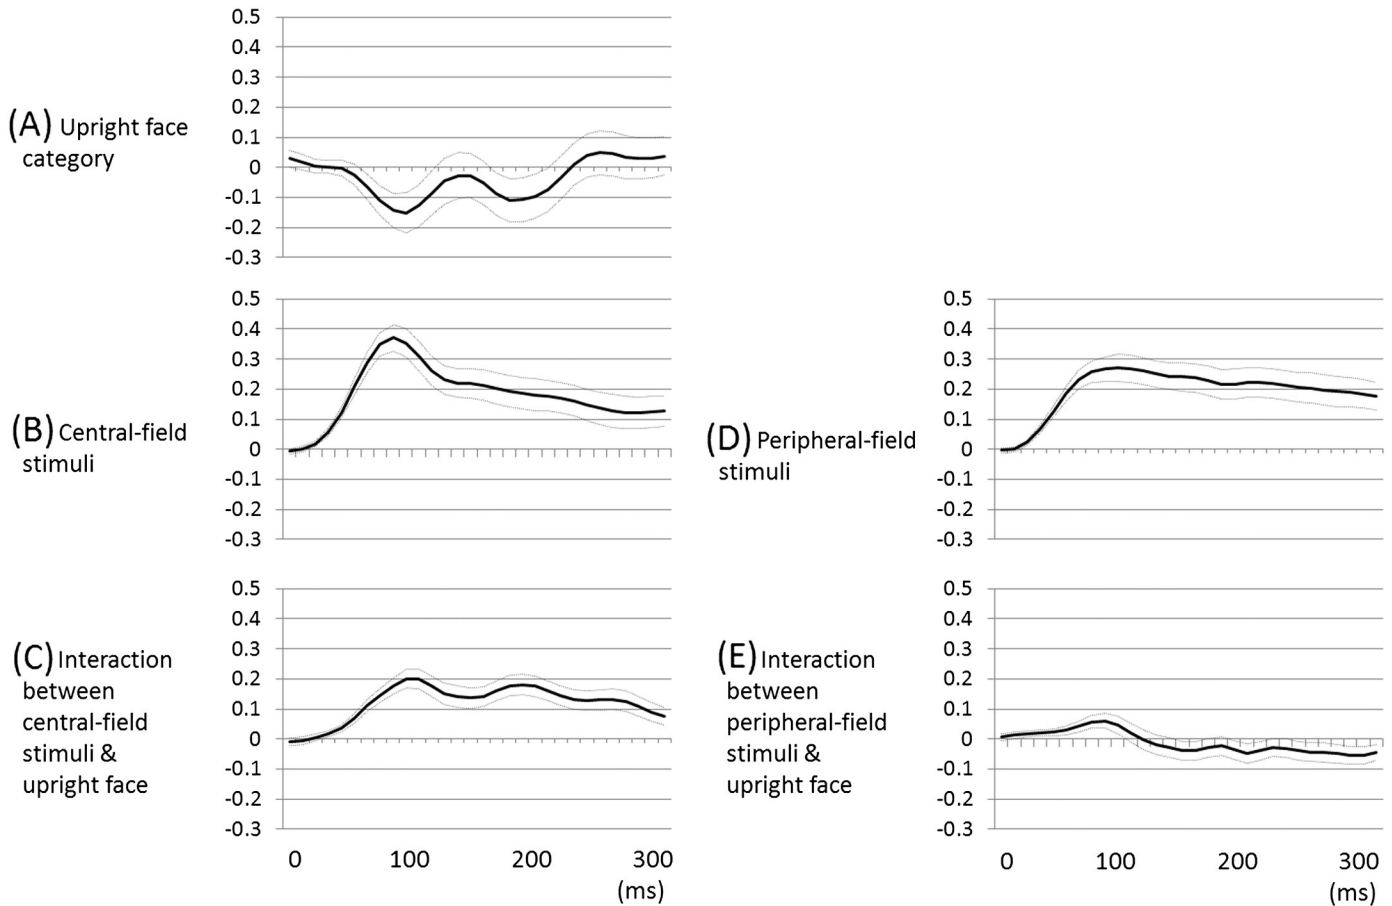 0.5
0.4
0.3
0.2
0.1
0
-0.1
-0.2
-0.3
(A) Upright face
category
0.5
0.4
0.3
0.2
0.1
0
-0.1
-0.2
-0.3
(B) Central-field
stimuli
0.5
0.4
0.3
0.2
0.1
0
-0.1
-0.2
-0.3
(D) Peripheral-field
stimuli
0.5
0.4
0.3
0.2
0.1
0
-0.1
-0.2
-0.3
(C) Interaction
between
central-field
stimuli &
upright face
0 100 200 300
(ms)
0.5
0.4
0.3
0.2
0.1
0
-0.1
-0.2
-0.3
(E) Interaction
between
peripheral-field
stimuli &
upright face
0 100 200 300
(ms)